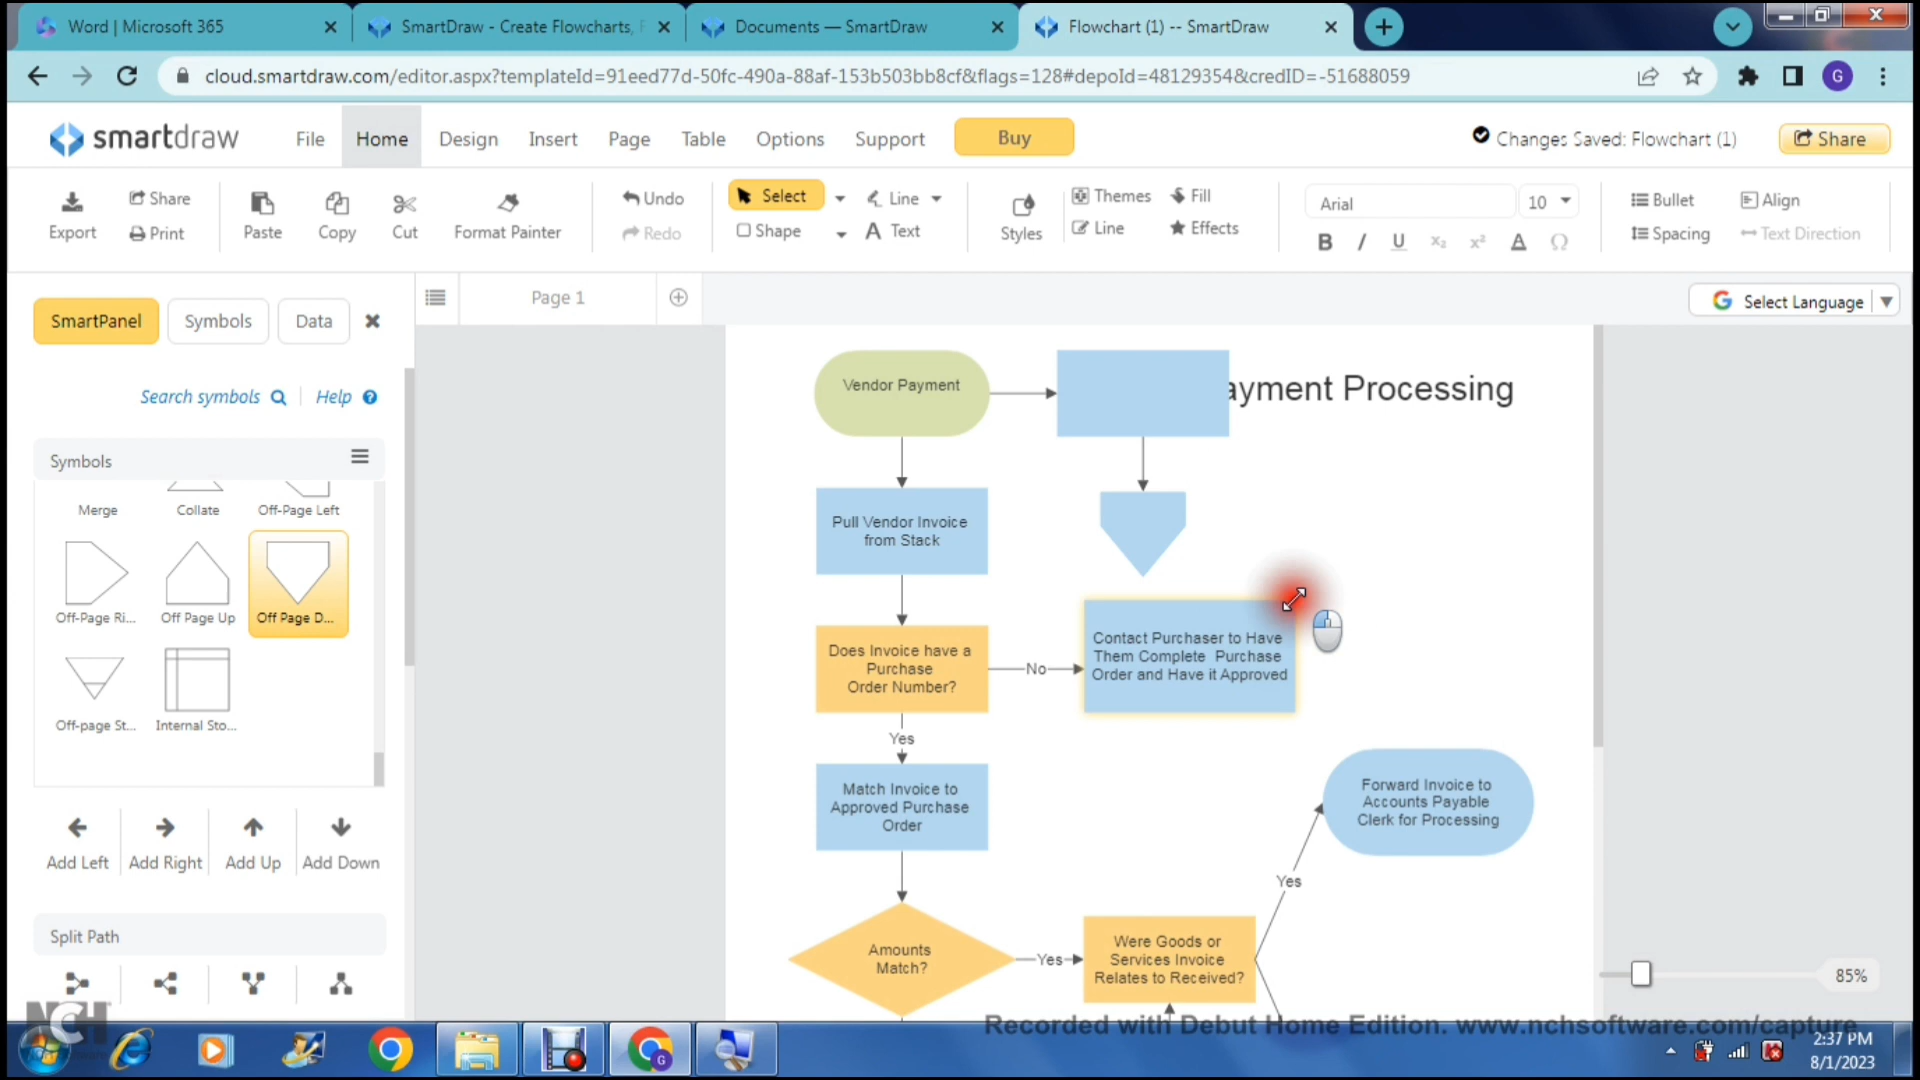 Word | Microsoft 365
SmartDraw - Create Flowcharts, F
Documents — SmartDraw
Flowchart (1) -- SmartDraw
cloud.smartdraw.com/editor.aspx?templateId=91eed77d-50fc-490a-88af-153b503bb8cf&flags=128#depoId=48129354&credID=-51688059
G
smartdraw
File
Home
Design
Insert
Page
Table
Options
Support
Buy
Changes Saved: Flowchart (1)
Share
Export
Share
Print
Paste
Copy
Cut
Format Painter
Undo
Redo
Select
Shape
Line
A Text
Styles
Themes
Line
Fill
Effects
Arial
10
B I U x₂ x² A Ω
Bullet
Spacing
Align
Text Direction
SmartPanel
Symbols
Data
Page 1
G Select Language
Search symbols
Help
Symbols
Merge
Collate
Off-Page Left
Off-Page Ri...
Off Page Up
Off Page D...
Off-page St...
Internal Sto...
Add Left
Add Right
Add Up
Add Down
Split Path
Vendor Payment
ayment Processing
Pull Vendor Invoice
from Stack
Does Invoice have a
Purchase
Order Number?
No
Contact Purchaser to Have
Them Complete Purchase
Order and Have it Approved
Yes
Match Invoice to
Approved Purchase
Order
Forward Invoice to
Accounts Payable
Clerk for Processing
Yes
Amounts
Match?
Yes
Were Goods or
Services Invoice
Relates to Received?
85%
NCH
Recorded with Debut Home Edition. www.nchsoftware.com/capture
2:37 PM
8/1/2023